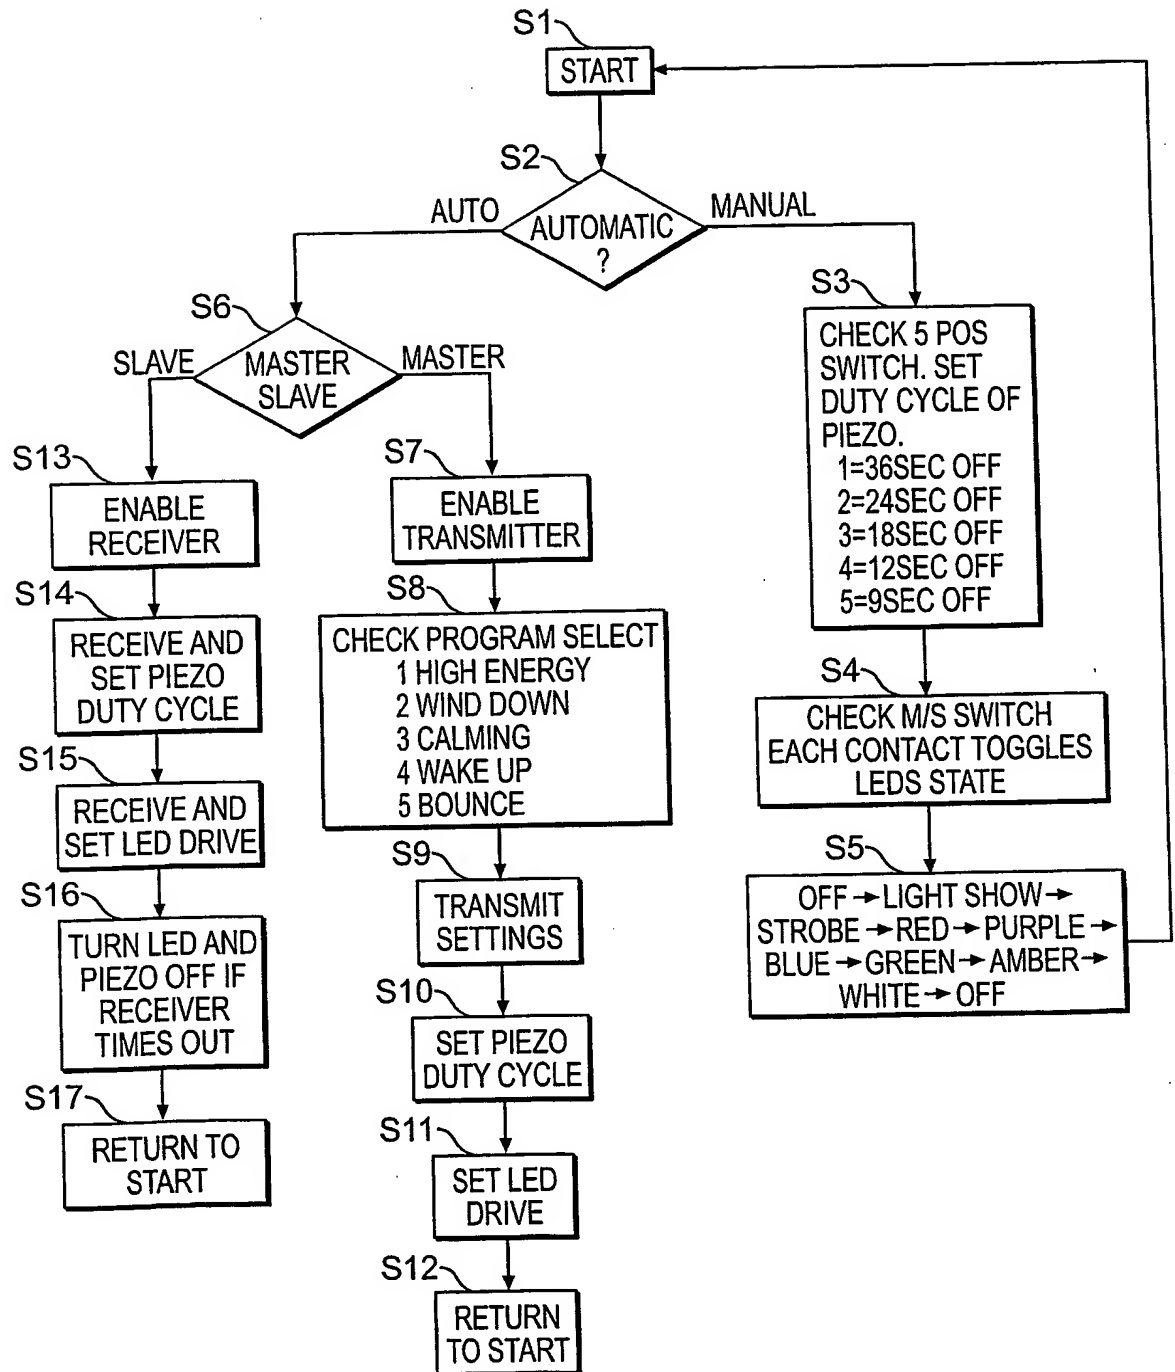 S1
START
S2
AUTO
AUTOMATIC
?
MANUAL
S3
CHECK 5 POS
SWITCH. SET
DUTY CYCLE OF
PIEZO.
1=36SEC OFF
2=24SEC OFF
3=18SEC OFF
4=12SEC OFF
5=9SEC OFF
S4
CHECK M/S SWITCH
EACH CONTACT TOGGLES
LEDS STATE
S5
OFF→LIGHT SHOW→
STROBE→RED→PURPLE→
BLUE→GREEN→AMBER→
WHITE→OFF
S6
SLAVE
MASTER
SLAVE
MASTER
S7
ENABLE
TRANSMITTER
S8
CHECK PROGRAM SELECT
1 HIGH ENERGY
2 WIND DOWN
3 CALMING
4 WAKE UP
5 BOUNCE
S9
TRANSMIT
SETTINGS
S10
SET PIEZO
DUTY CYCLE
S11
SET LED
DRIVE
S12
RETURN
TO START
S13
ENABLE
RECEIVER
S14
RECEIVE AND
SET PIEZO
DUTY CYCLE
S15
RECEIVE AND
SET LED DRIVE
S16
TURN LED AND
PIEZO OFF IF
RECEIVER
TIMES OUT
S17
RETURN TO
START